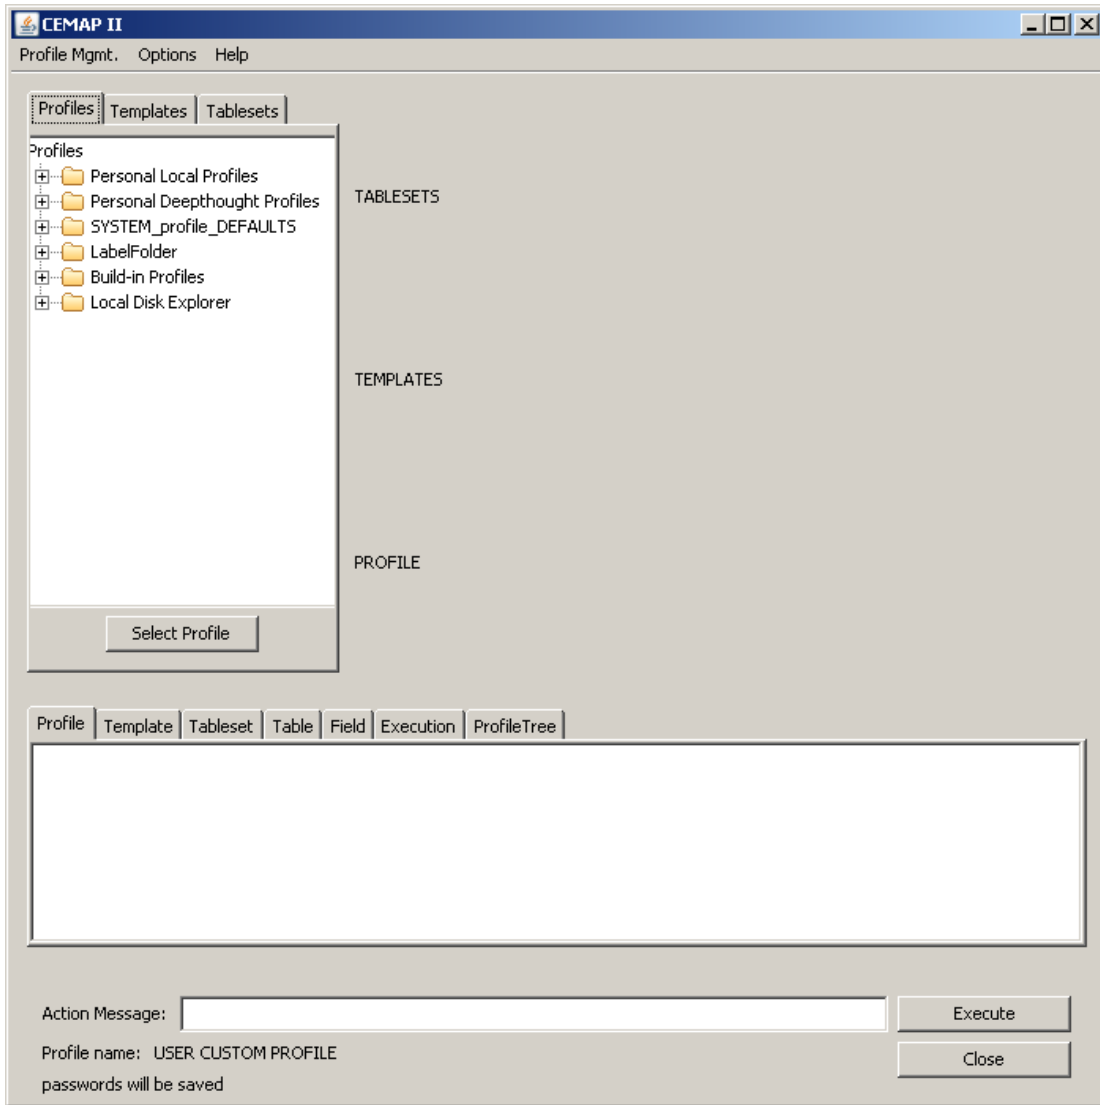 CEMAP II
Profile Mgmt. Options Help
Profiles Templates Tablesets
Profiles
Personal Local Profiles
Personal Deepthought Profiles
SYSTEM_profile_DEFAULTS
LabelFolder
Build-in Profiles
Local Disk Explorer
Select Profile
TABLESETS
TEMPLATES
PROFILE
Profile Template Tableset Table Field Execution ProfileTree
Action Message:
Execute
Profile name: USER CUSTOM PROFILE
Close
passwords will be saved